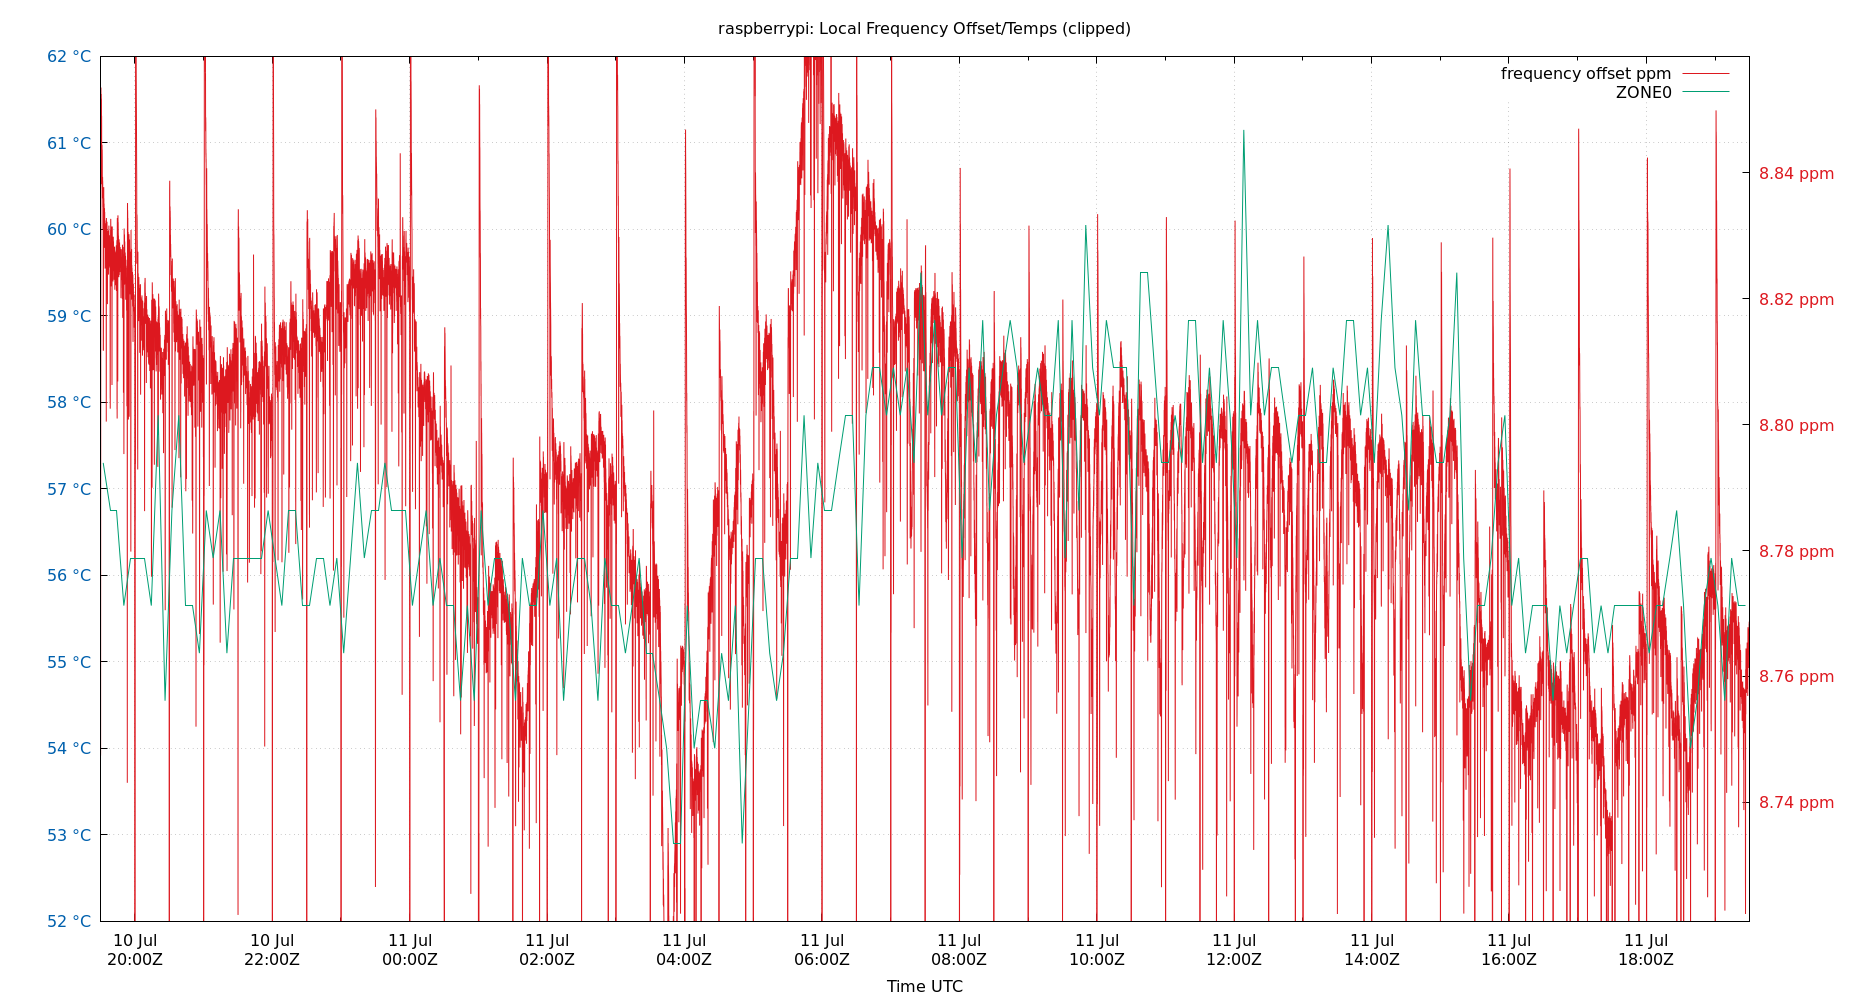 raspberrypi: Local Frequency Offset/Temps (clipped)
frequency offset ppm
ZONE0
62 °C
61 °C
60 °C
59 °C
58 °C
57 °C
56 °C
55 °C
54 °C
53 °C
52 °C
8.84 ppm
8.82 ppm
8.80 ppm
8.78 ppm
8.76 ppm
8.74 ppm
10 Jul 10 Jul 11 Jul 11 Jul 11 Jul 11 Jul 11 Jul 11 Jul 11 Jul 11 Jul 11 Jul 11 Jul
20:00Z 22:00Z 00:00Z 02:00Z 04:00Z 06:00Z 08:00Z 10:00Z 12:00Z 14:00Z 16:00Z 18:00Z
Time UTC